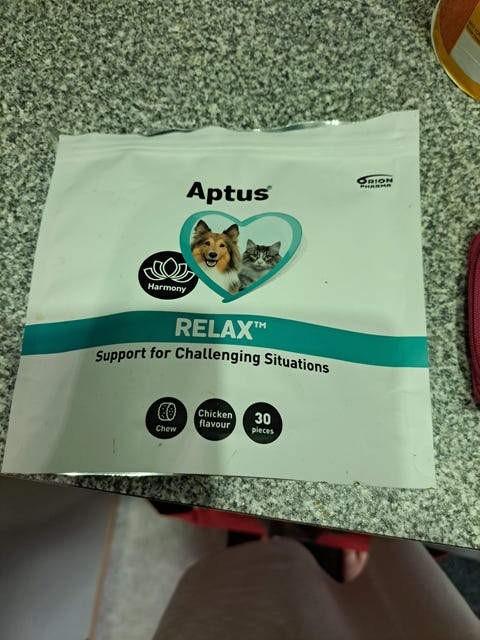 Aptus®
ORION
PHARMA
Harmony
RELAX™
Support for Challenging Situations
Chew
Chicken
flavour
30
pieces